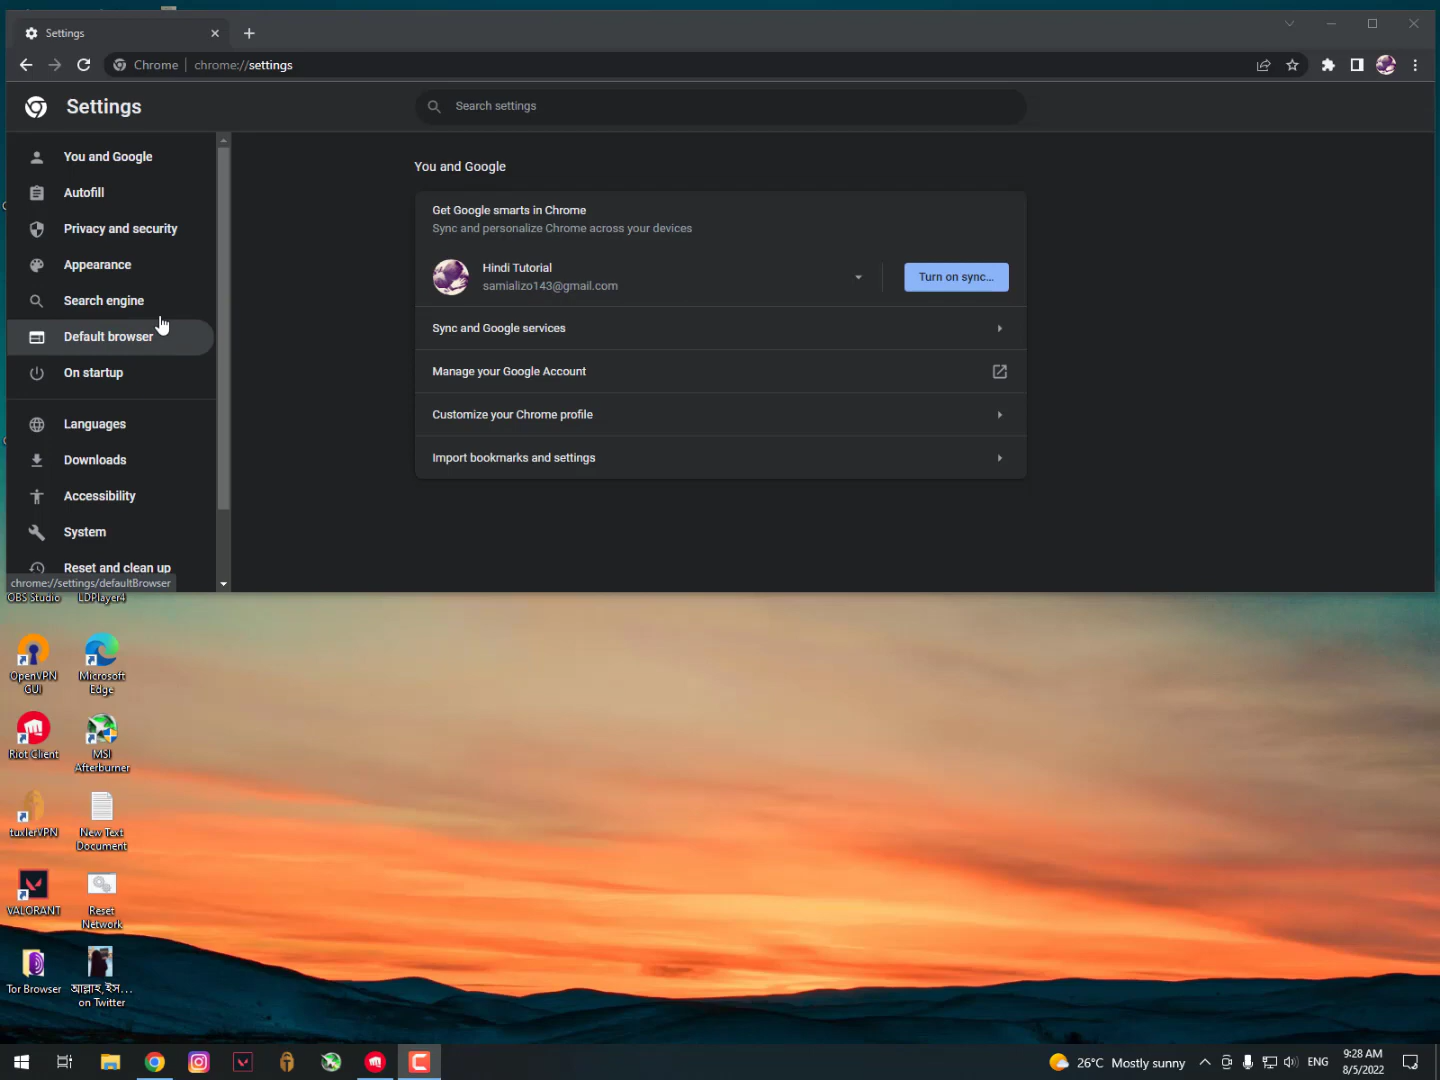 Settings
Chrome
chrome://settings
Settings
Search settings
You and Google
Autofill
Privacy and security
Appearance
Search engine
Default browser
On startup
Languages
Downloads
Accessibility
System
Reset and clean up
chrome://settings/defaultBrowser
You and Google
Get Google smarts in Chrome
Sync and personalize Chrome across your devices
Hindi Tutorial
samializo143@gmail.com
Turn on sync...
Sync and Google services
Manage your Google Account
Customize your Chrome profile
Import bookmarks and settings
OBS Studio
LDPlayer4
OpenVPN
GUI
Microsoft
Edge
Riot Client
MSI
Afterburner
tuxlerVPN
New Text
Document
VALORANT
Reset
Network
Tor Browser
আল্লাহ,ইস...
on Twitter
26°C Mostly sunny
ENG
9:28 AM
8/5/2022